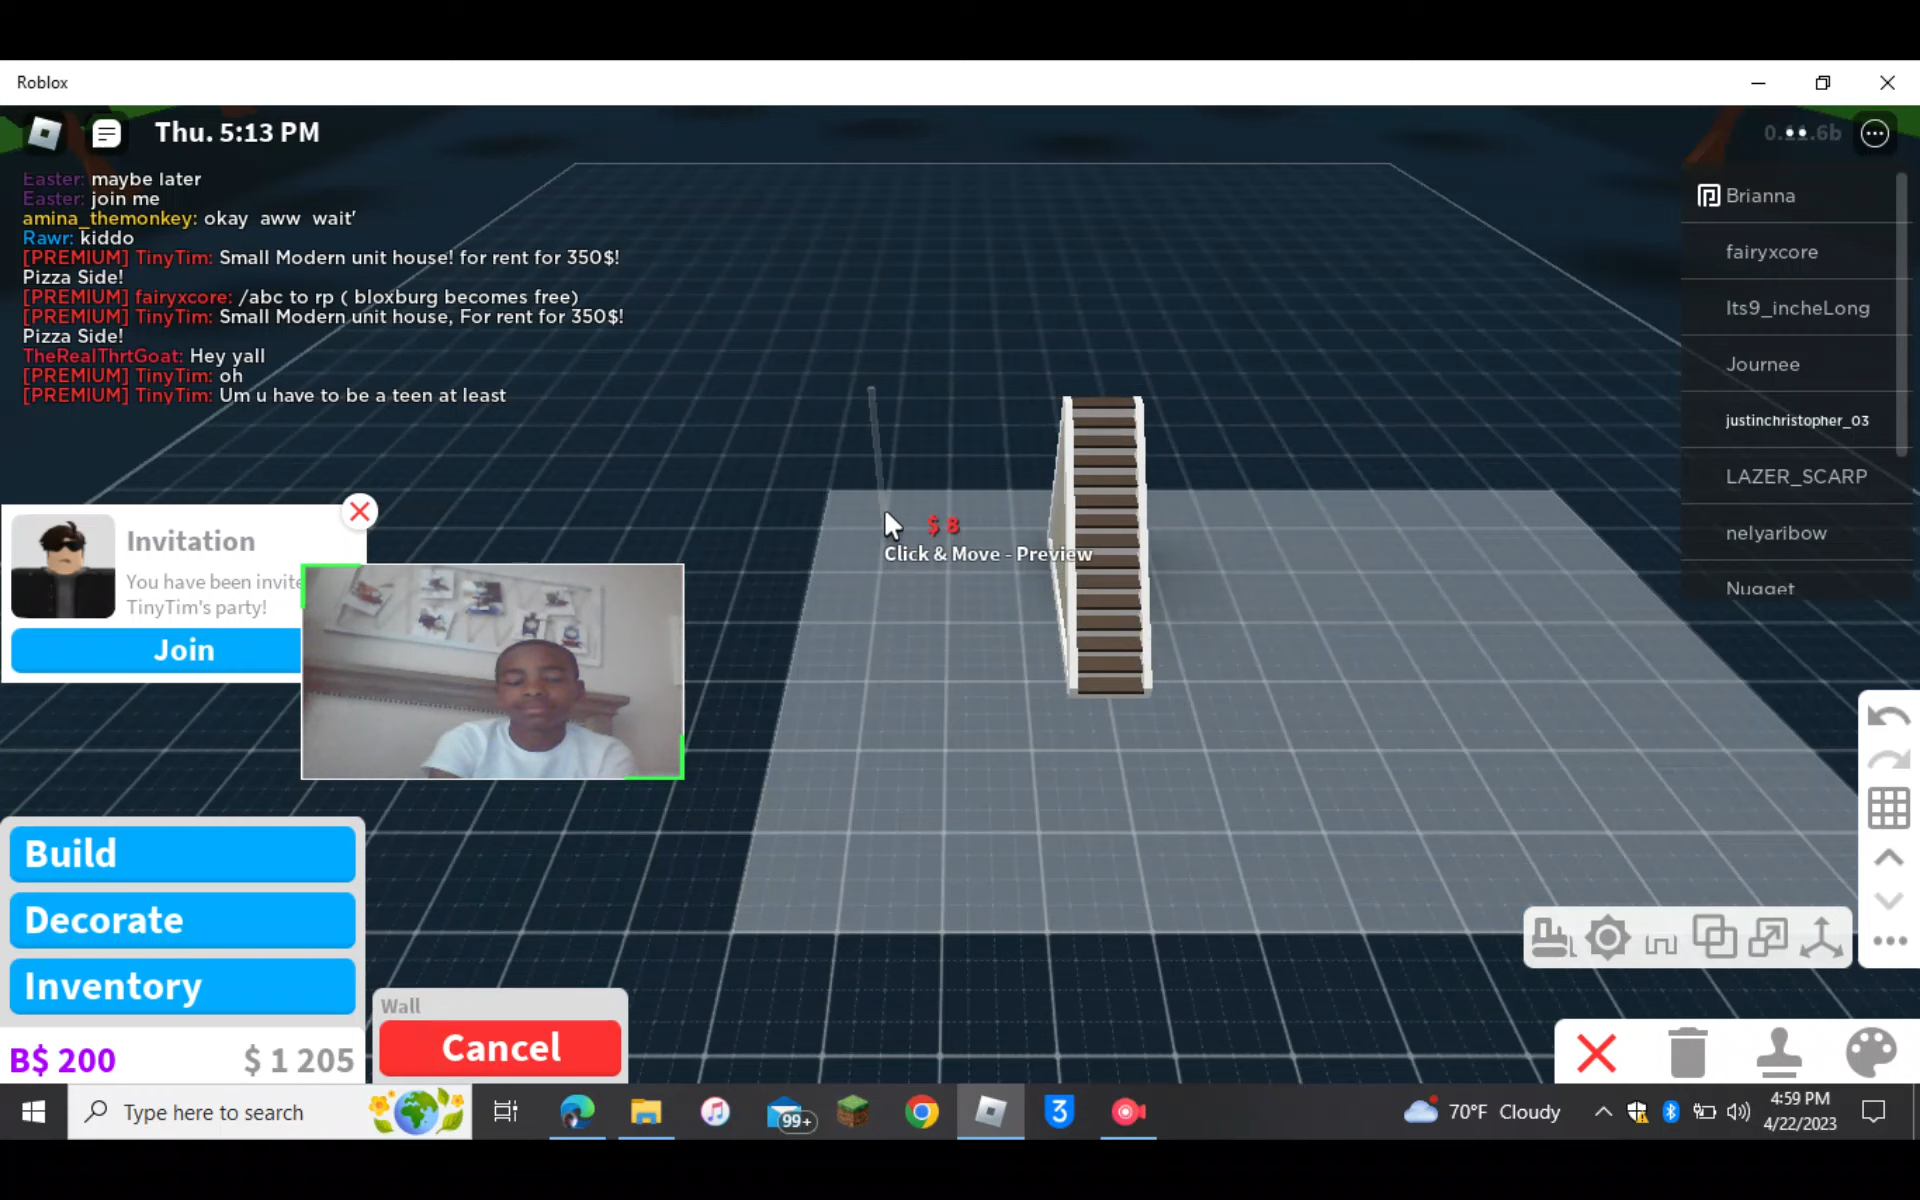 Roblox
Thu. 5:13 PM
Easter: maybe later
Easter: join me
amina_themonkey: okay aww wait'
Rawr: kiddo
[PREMIUM] TinyTim: Small Modern unit house! for rent for 350$!
Pizza Side!
[PREMIUM] fairyxcore: /abc to rp ( bloxburg becomes free)
[PREMIUM] TinyTim: Small Modern unit house, For rent for 350$!
Pizza Side!
TheRealThrtGoat: Hey yall
[PREMIUM] TinyTim: oh
[PREMIUM] TinyTim: Um u have to be a teen at least
Brianna
fairyxcore
Its9_incheLong
Journee
justinchristopher_03
LAZER_SCARP
nelyaribow
Nugget
$ 8
Click & Move - Preview
Invitation
You have been invite
TinyTim's party!
Join
Build
Decorate
Inventory
B$ 200
$ 1 205
Wall
Cancel
Type here to search
99+
3
70°F Cloudy
4:59 PM
4/22/2023